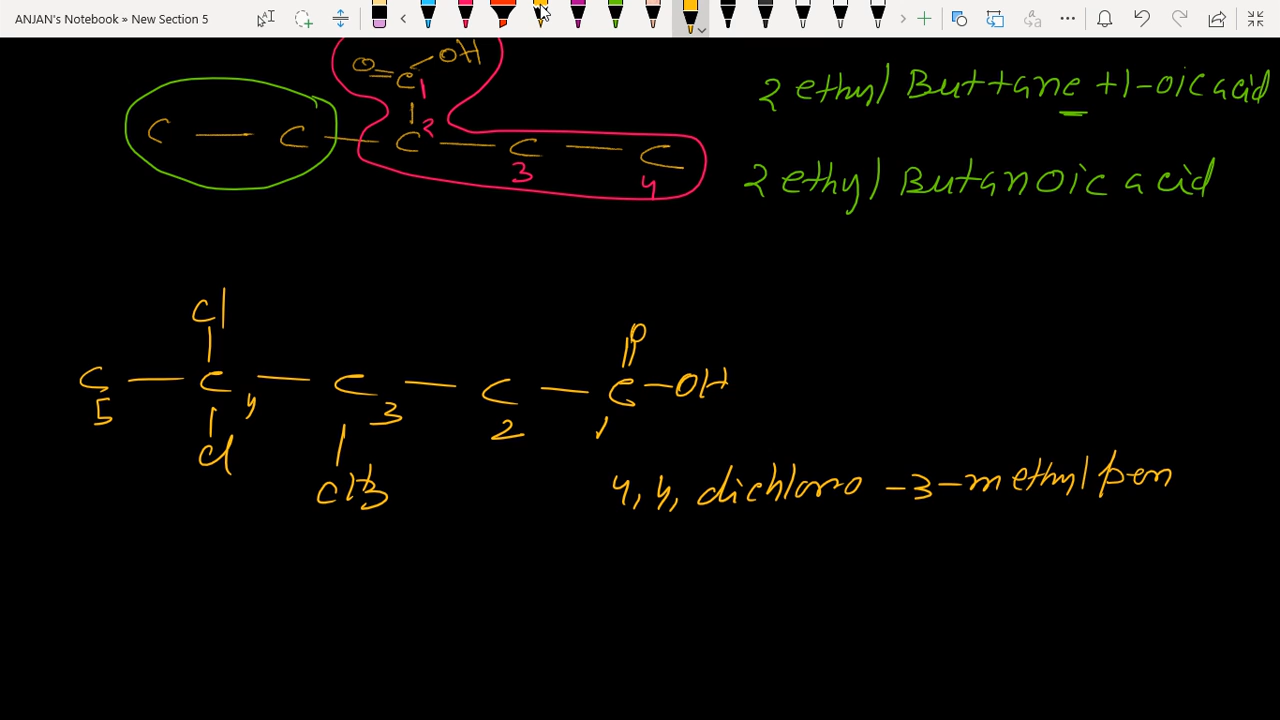 ANJAN's Notebook » New Section 5
O=C-OH
1
2 ethyl Buttane +1-oic acid
C — C — C — C — C
2
3
4
2 ethyl Butanoic acid
Cl
O
C — C — C — C — C — OH
5 4 3 2 1
Cl
CH3
4,4, dichloro -3-methyl pen